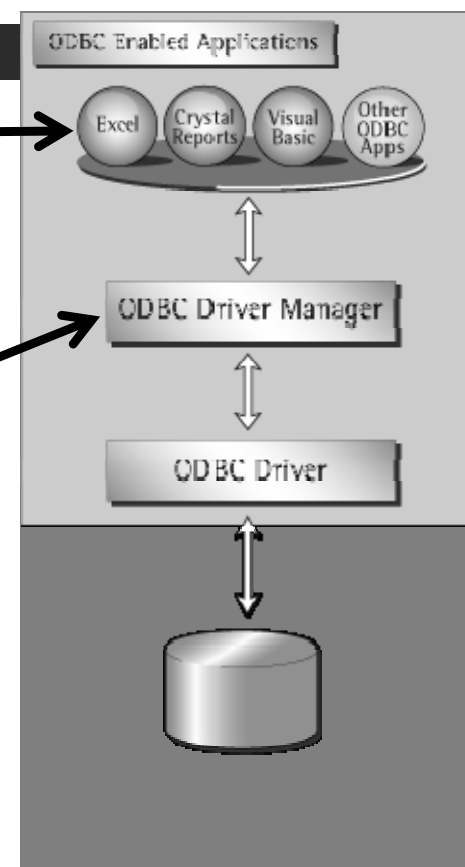 ODBC Enabled Applications
Excel
Crystal
Reports
Visual
Basic
Other
ODBC
Apps
ODBC Driver Manager
ODBC Driver